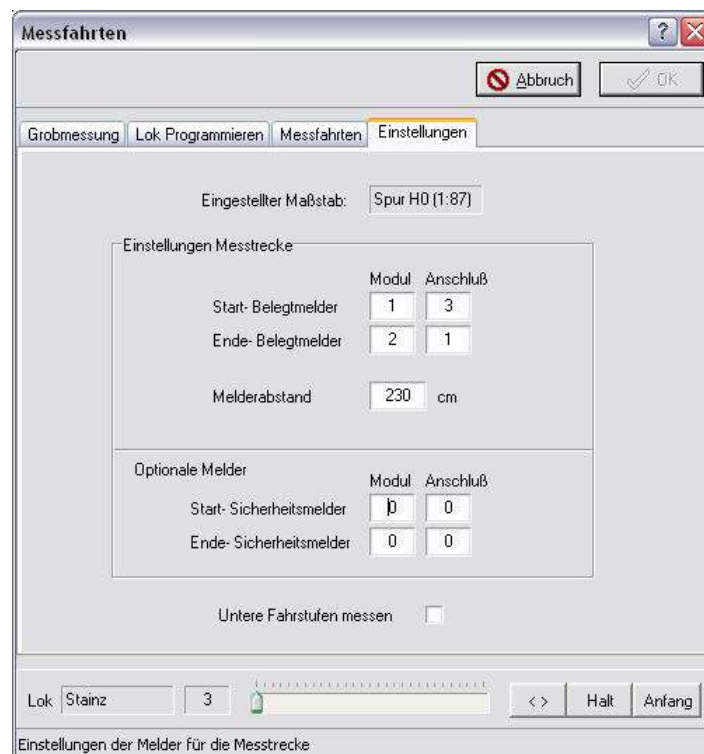 Messfahrten
Abbruch OK
Grobmessung Lok Programmieren Messfahrten Einstellungen
Eingestellter Maßstab: Spur H0 (1:87)
Einstellungen Messtrecke
Modul Anschluß
Start- Belegtmelder 1 3
Ende- Belegtmelder 2 1
Melderabstand 230 cm
Optionale Melder
Modul Anschluß
Start- Sicherheitsmelder 0 0
Ende- Sicherheitsmelder 0 0
Untere Fahrstufen messen
Lok Stainz 3 < > Halt Anfang
Einstellungen der Melder für die Messtrecke